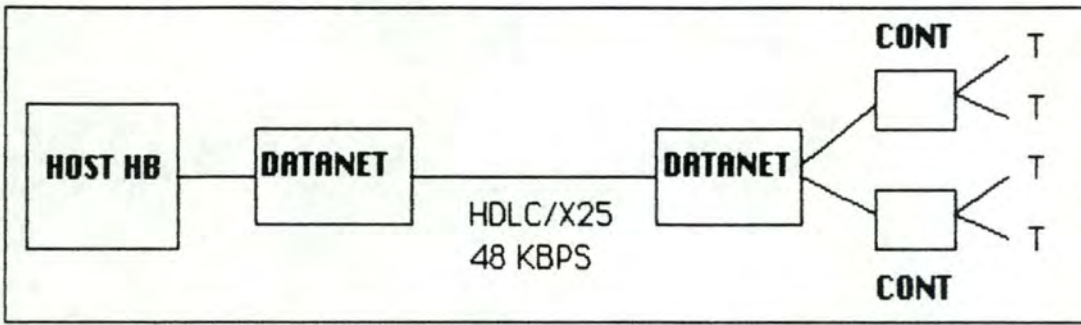 CONT
T
T
HOST HB
DATANET
DATANET
HDLC/X25
48 KBPS
T
T
CONT